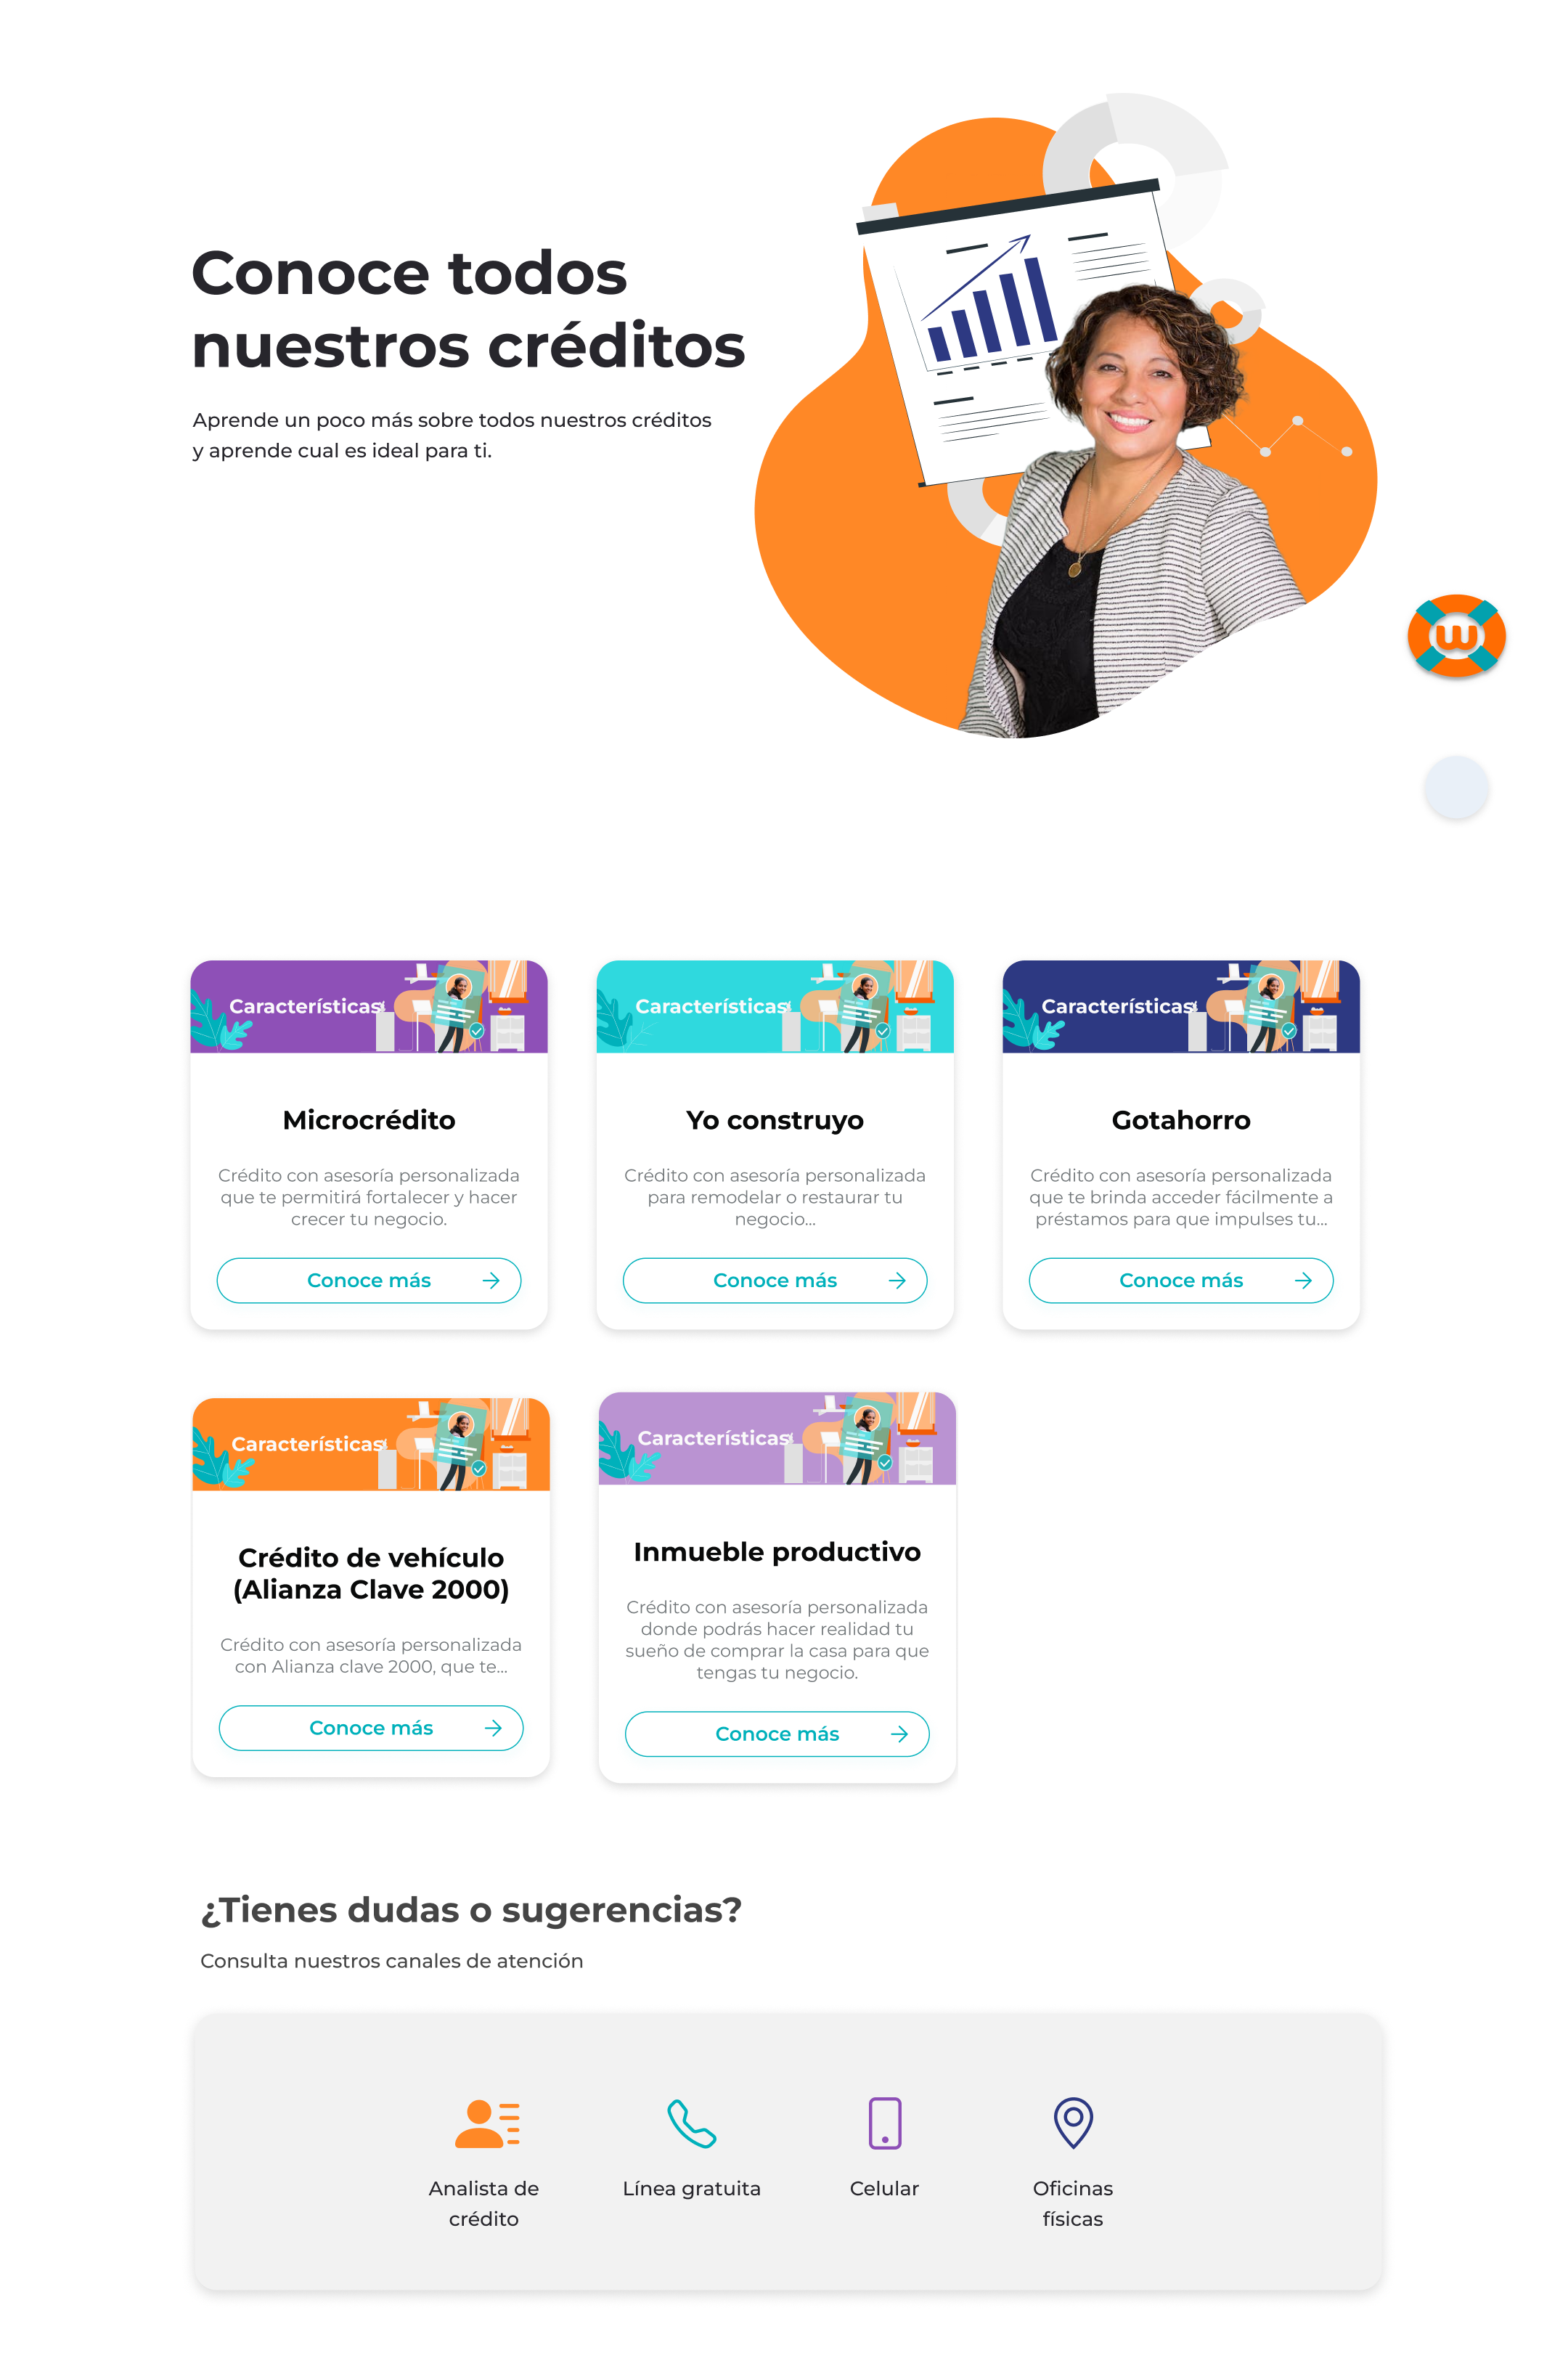 Conoce todos
nuestros créditos
Aprende un poco más sobre todos nuestros créditos
y aprende cual es ideal para ti.
w
Características
Microcrédito
Crédito con asesoría personalizada
que te permitirá fortalecer y hacer
crecer tu negocio.
Conoce más
Características
Yo construyo
Crédito con asesoría personalizada
para remodelar o restaurar tu
negocio...
Conoce más
Características
Gotahorro
Crédito con asesoría personalizada
que te brinda acceder fácilmente a
préstamos para que impulses tu...
Conoce más
Características
Crédito de vehículo
(Alianza Clave 2000)
Crédito con asesoría personalizada
con Alianza clave 2000, que te...
Conoce más
Características
Inmueble productivo
Crédito con asesoría personalizada
donde podrás hacer realidad tu
sueño de comprar la casa para que
tengas tu negocio.
Conoce más
¿Tienes dudas o sugerencias?
Consulta nuestros canales de atención
Analista de
crédito
Línea gratuita
Celular
Oficinas
físicas